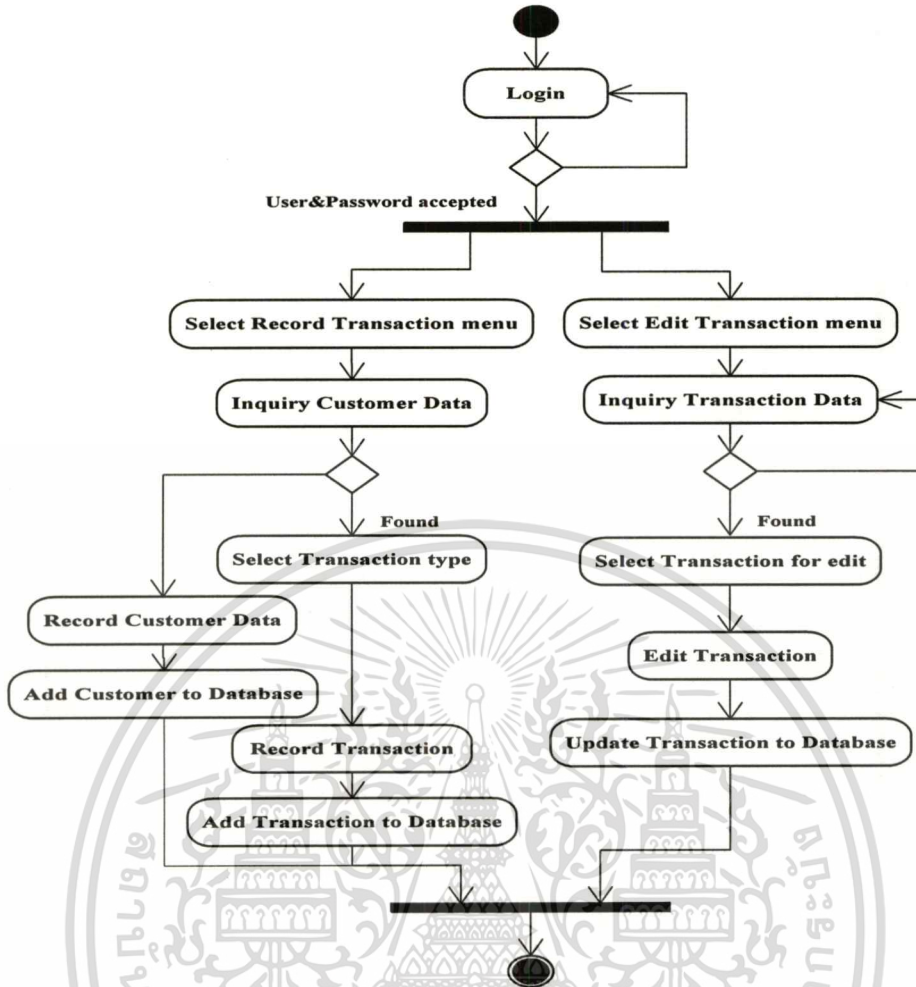 Login
User&Password accepted
Select Record Transaction menu
Select Edit Transaction menu
Inquiry Customer Data
Inquiry Transaction Data
Found
Found
Select Transaction type
Select Transaction for edit
Record Customer Data
Edit Transaction
Add Customer to Database
Record Transaction
Update Transaction to Database
Add Transaction to Database